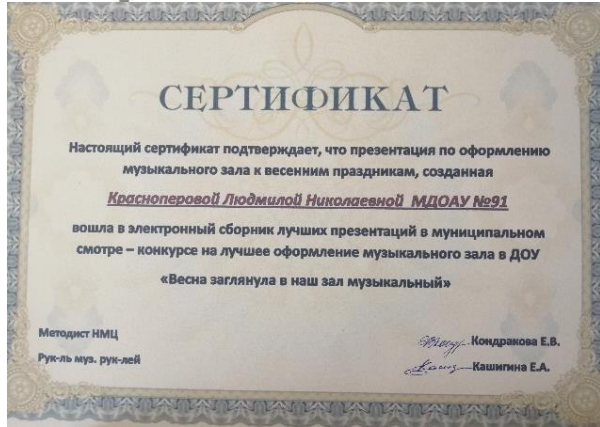 СЕРТИФИКАТ
Настоящий сертификат подтверждает, что презентация по оформлению
музыкального зала к весенним праздникам, созданная
Красноперовой Людмилой Николаевной МДОАУ №91
вошла в электронный сборник лучших презентаций в муниципальном
смотре – конкурсе на лучшее оформление музыкального зала в ДОУ
«Весна заглянула в наш зал музыкальный»
Методист НМЦ Кондракова Е.В.
Рук-ль муз. рук-лей Кашигина Е.А.